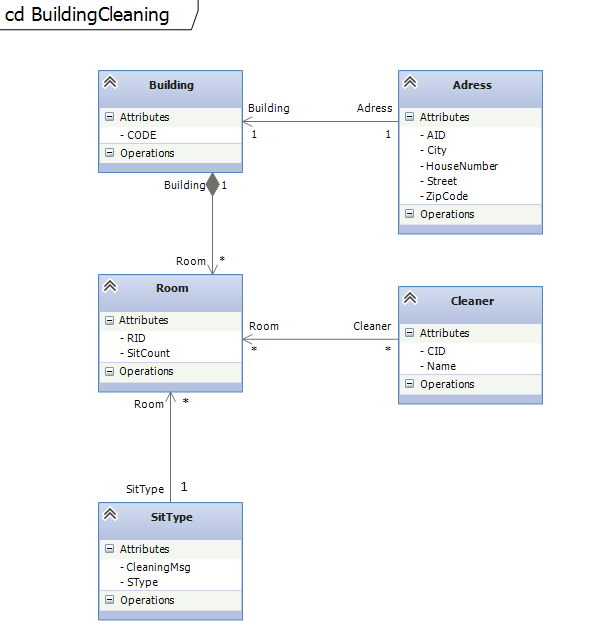 cd BuildingCleaning
Building
Attributes
- CODE
Operations
Building
Adress
1
1
Adress
Attributes
- AID
- City
- HouseNumber
- Street
- ZipCode
Operations
Building
1
Room
*
Room
Attributes
- RID
- SitCount
Operations
Room
Cleaner
*
*
Cleaner
Attributes
- CID
- Name
Operations
Room
*
SitType
1
SitType
Attributes
- CleaningMsg
- SType
Operations